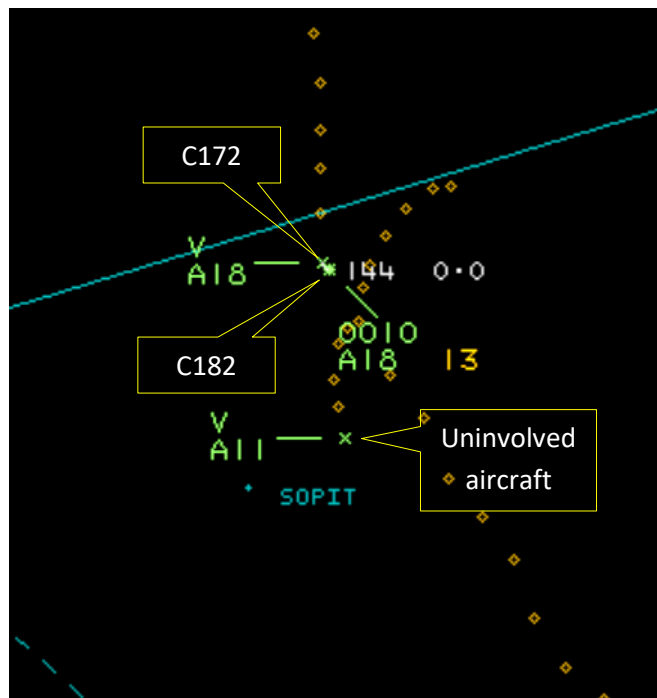 C172
V
A18
144 0·0
0010
A18 13
C182
V
A11
Uninvolved
aircraft
SOPIT